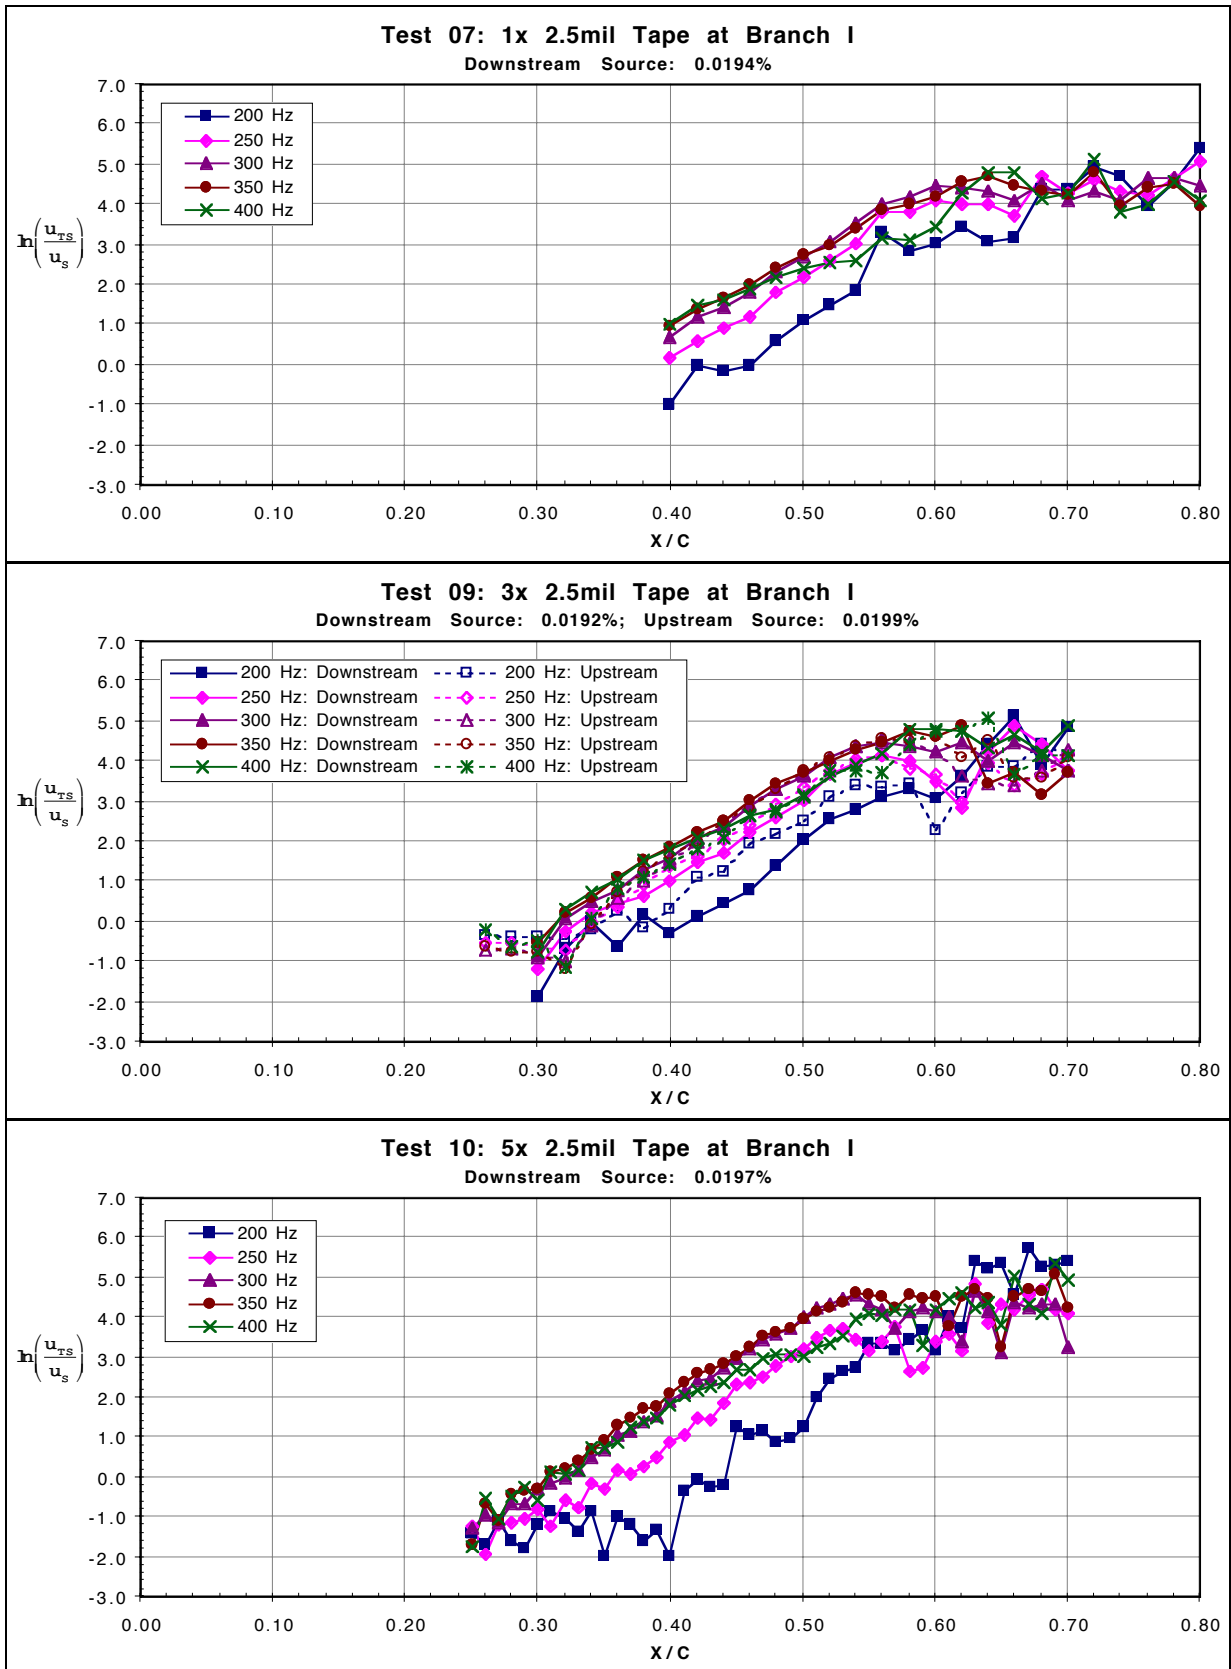 Test 07: 1x 2.5mil Tape at Branch I
Downstream Source: 0.0194%
7.0
6.0
5.0
4.0
3.0
2.0
1.0
0.0
-1.0
-2.0
-3.0
ln(u_TS/u_S)
200 Hz
250 Hz
300 Hz
350 Hz
400 Hz
0.00 0.10 0.20 0.30 0.40 0.50 0.60 0.70 0.80
X/C
Test 09: 3x 2.5mil Tape at Branch I
Downstream Source: 0.0192%; Upstream Source: 0.0199%
7.0
6.0
5.0
4.0
3.0
2.0
1.0
0.0
-1.0
-2.0
-3.0
ln(u_TS/u_S)
200 Hz: Downstream 200 Hz: Upstream
250 Hz: Downstream 250 Hz: Upstream
300 Hz: Downstream 300 Hz: Upstream
350 Hz: Downstream 350 Hz: Upstream
400 Hz: Downstream 400 Hz: Upstream
0.00 0.10 0.20 0.30 0.40 0.50 0.60 0.70 0.80
X/C
Test 10: 5x 2.5mil Tape at Branch I
Downstream Source: 0.0197%
7.0
6.0
5.0
4.0
3.0
2.0
1.0
0.0
-1.0
-2.0
-3.0
ln(u_TS/u_S)
200 Hz
250 Hz
300 Hz
350 Hz
400 Hz
0.00 0.10 0.20 0.30 0.40 0.50 0.60 0.70 0.80
X/C